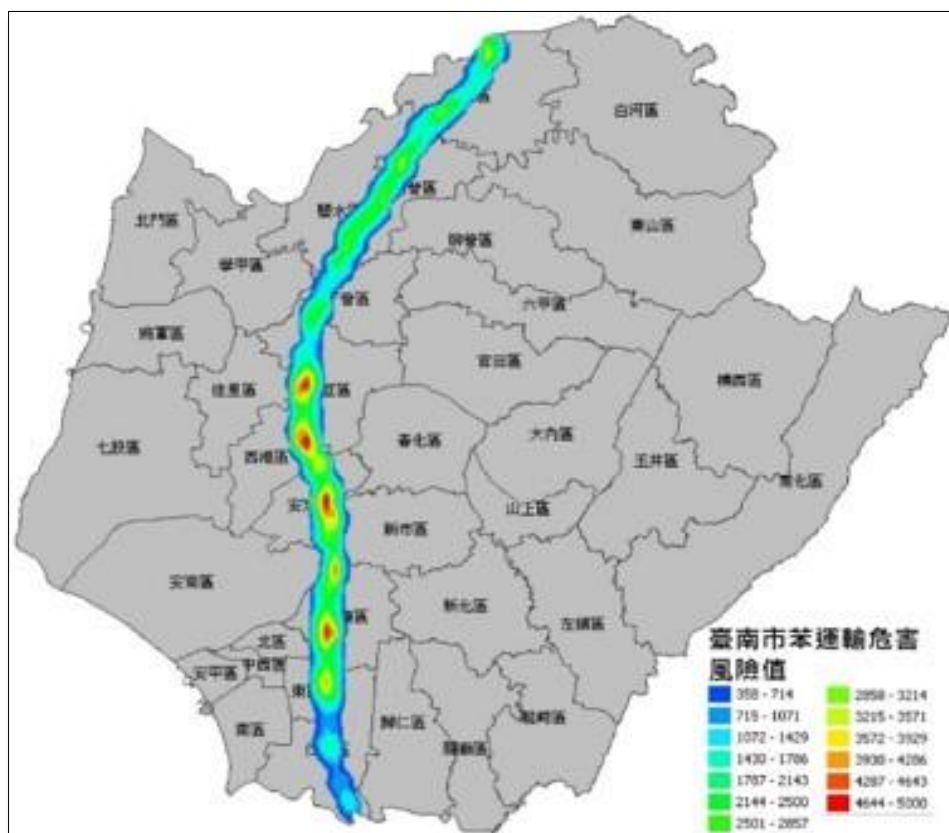 白河區
北門區
東山區
柳營區
學甲區
六甲區
將軍區
官田區
楠西區
佳里區
大內區
七股區
善化區
西港區
玉井區
南化區
山上區
新市區
安南區
新化區
左鎮區
北區
中西區
安平區
南區
歸仁區
龍崎區
關廟區
臺南市苯運輸危害
風險值
358 - 714
715 - 1071
1072 - 1429
1430 - 1786
1787 - 2143
2144 - 2500
2501 - 2857
2858 - 3214
3215 - 3571
3572 - 3929
3930 - 4286
4287 - 4643
4644 - 5000